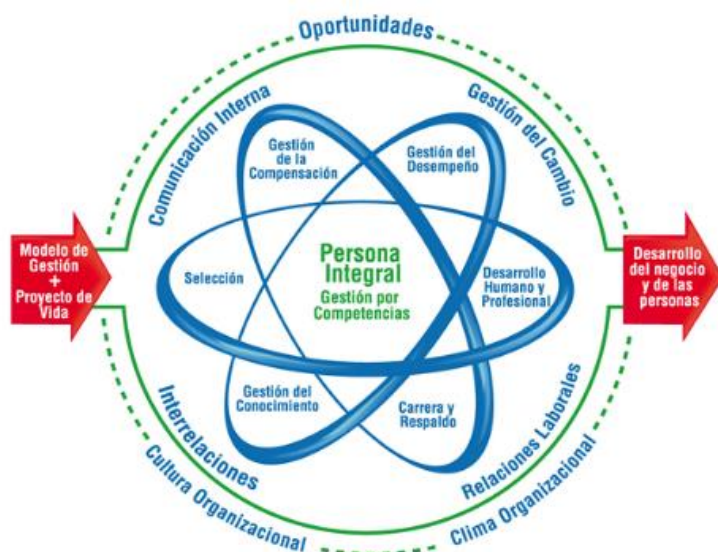 Oportunidades
Comunicación Interna
Gestión del Cambio
Gestión
de la
Compensación
Gestión del
Desempeño
Modelo de
Gestión
+
Proyecto de
Vida
Selección
Persona
Integral
Gestión por
Competencias
Desarrollo
Humano y
Profesional
Desarrollo
del negocio
y de las
personas
Gestión del
Conocimiento
Carrera y
Respaldo
Interrelaciones
Relaciones Laborales
Cultura Organizacional
Clima Organizacional